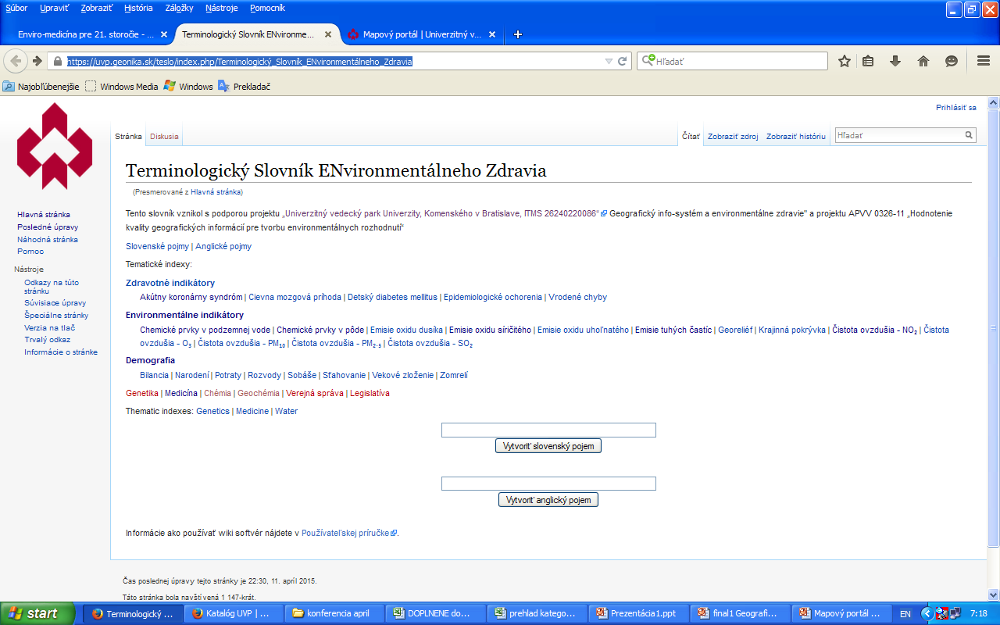 Súbor Upraviť Zobraziť História Záložky Nástroje Pomocník
Enviro-medicína pre 21. storočie - ... Terminologický Slovník ENvironme... Mapový portál | Univerzitný v...
https://uvp.geonika.sk/teslo/index.php/Terminologický_Slovník_ENvironmentálneho_Zdravia Hľadať
Najobľúbenejšie Windows Media Windows Prekladač
Prihlásiť sa
Stránka Diskusia Čítať Zobraziť zdroj Zobraziť históriu Hľadať
Terminologický Slovník ENvironmentálneho Zdravia
(Presmerované z Hlavná stránka)
Hlavná stránka
Posledné úpravy
Náhodná stránka
Pomoc
Nástroje
Odkazy na túto
stránku
Súvisiace úpravy
Špeciálne stránky
Verzia na tlač
Trvalý odkaz
Informácie o stránke
Tento slovník vznikol s podporou projektu „Univerzitný vedecký park Univerzity, Komenského v Bratislave, ITMS 26240220086“ Geografický info-systém a environmentálne zdravie" a projektu APVV 0326-11 „Hodnotenie
kvality geografických informácií pre tvorbu environmentálnych rozhodnutí“
Slovenské pojmy | Anglické pojmy
Tematické indexy:
Zdravotné indikátory
Akútny koronárny syndróm | Cievna mozgová príhoda | Detský diabetes mellitus | Epidemiologické ochorenia | Vrodené chyby
Environmentálne indikátory
Chemické prvky v podzemnej vode | Chemické prvky v pôde | Emisie oxidu dusíka | Emisie oxidu síričitého | Emisie oxidu uhoľnatého | Emisie tuhých častíc | Georeliéf | Krajinná pokrývka | Čistota ovzdušia - NO₂ | Čistota
ovzdušia - O₃ | Čistota ovzdušia - PM₁₀ | Čistota ovzdušia - PM₂.₅ | Čistota ovzdušia - SO₂
Demografia
Bilancia | Narodení | Potraty | Rozvody | Sobáše | Sťahovanie | Vekové zloženie | Zomrelí
Genetika | Medicína | Chémia | Geochémia | Verejná správa | Legislatíva
Thematic indexes: Genetics | Medicine | Water
Vytvoriť slovenský pojem
Vytvoriť anglický pojem
Informácie ako používať wiki softvér nájdete v Používateľskej príručke.
Čas poslednej úpravy tejto stránky je 22:30, 11. apríl 2015.
Táto stránka bola navštívená 1 147-krát.
start Terminologický ... Katalóg UVP | ... konferencia april DOPLNENE do... prehlad katego... Prezentácia1.ppt final1 Geografi... Mapový portál ... EN 7:18